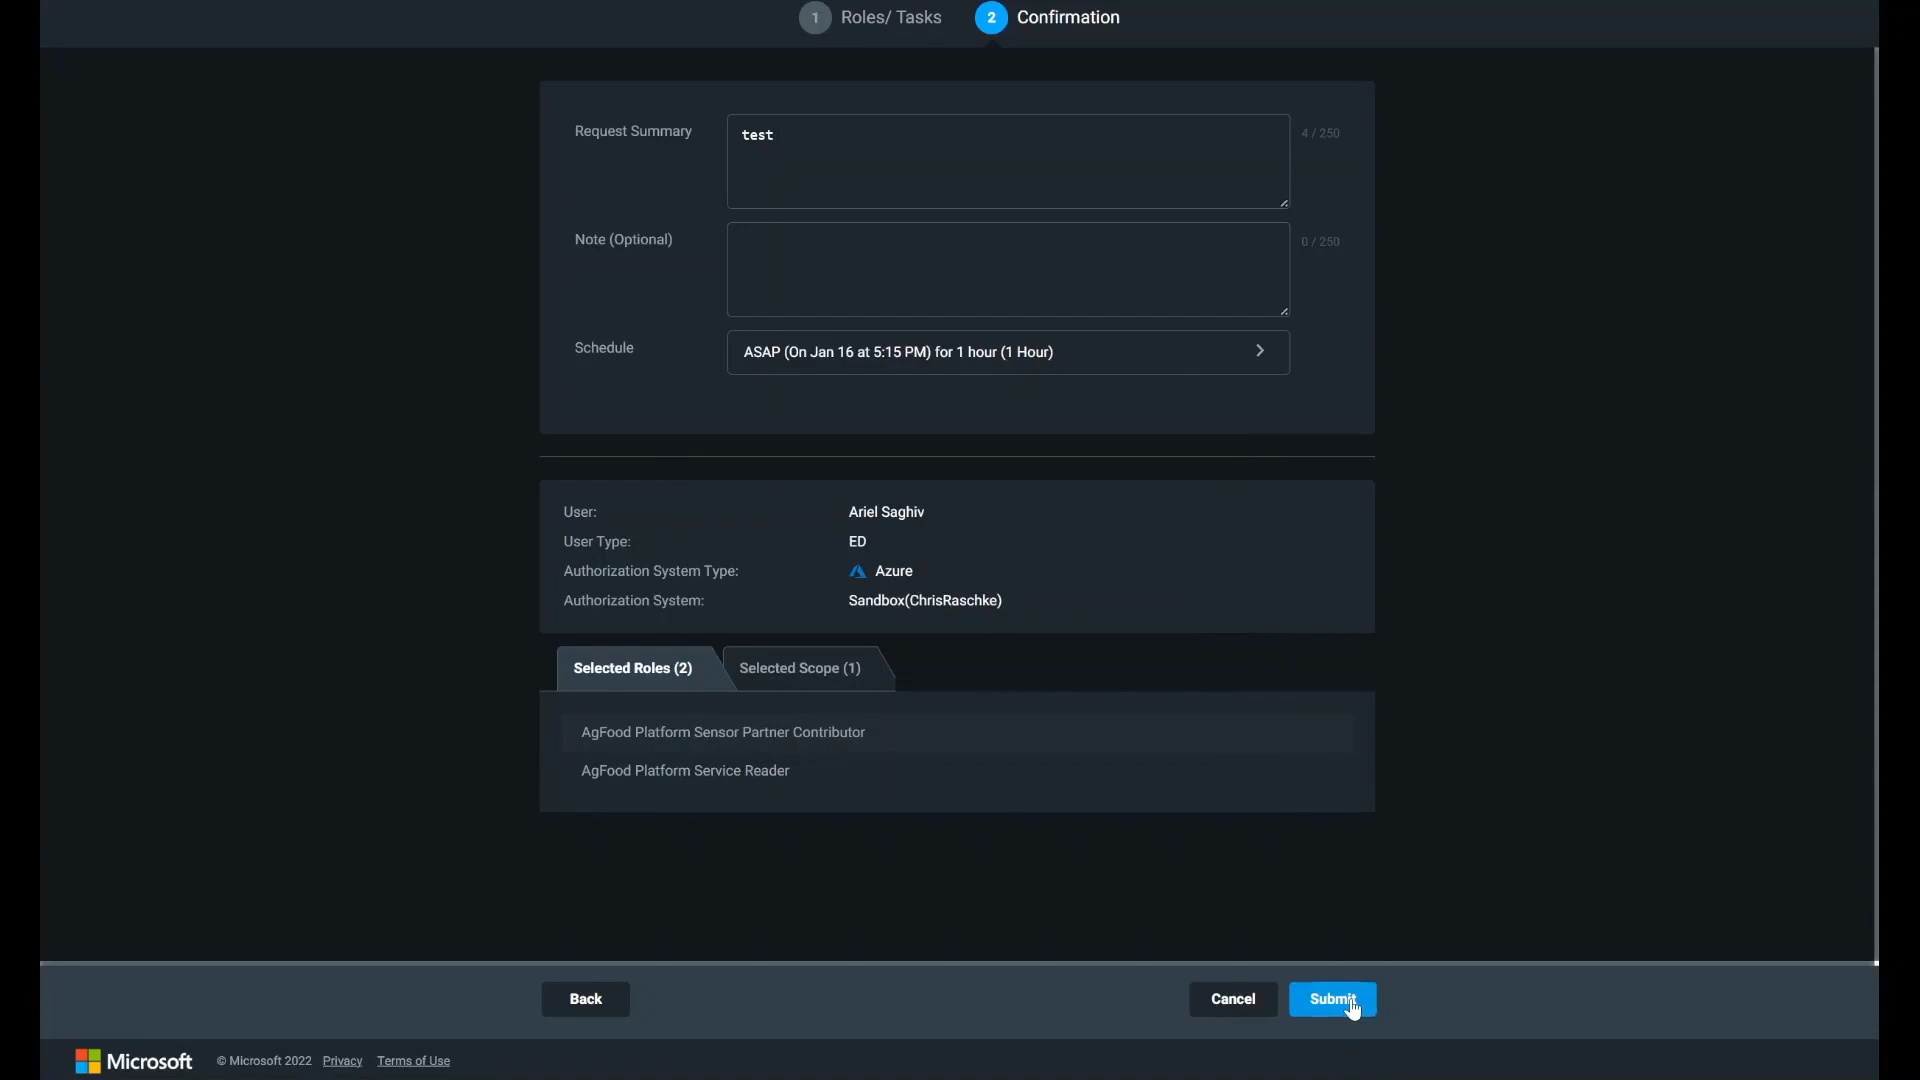 1 Roles/ Tasks 2 Confirmation
Request Summary test 4 / 250
Note (Optional) 0 / 250
Schedule ASAP (On Jan 16 at 5:15 PM) for 1 hour (1 Hour)
User: Ariel Saghiv
User Type: ED
Authorization System Type: Azure
Authorization System: Sandbox(ChrisRaschke)
Selected Roles (2) Selected Scope (1)
AgFood Platform Sensor Partner Contributor
AgFood Platform Service Reader
Back Cancel Submit
Microsoft © Microsoft 2022 Privacy Terms of Use